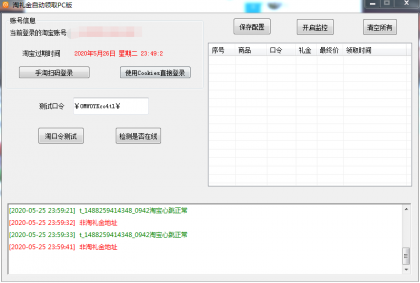 淘礼金自动领取PC版
账号信息
当前登录的淘宝账号:
淘宝过期时间 2020年5月26日 星期二 23:49:2
手淘扫码登录 使用Cookies直接登录
测试口令
淘口令测试 检测是否在线
保存配置 开启监控 清空所有
序号 商品 口令 礼金 最终价 领取时间
[2020-05-25 23:59:21] t_1488259414348_0942淘宝心跳正常
[2020-05-25 23:59:32] 非淘礼金地址
[2020-05-25 23:59:33] t_1488259414348_0942淘宝心跳正常
[2020-05-25 23:59:41] 非淘礼金地址